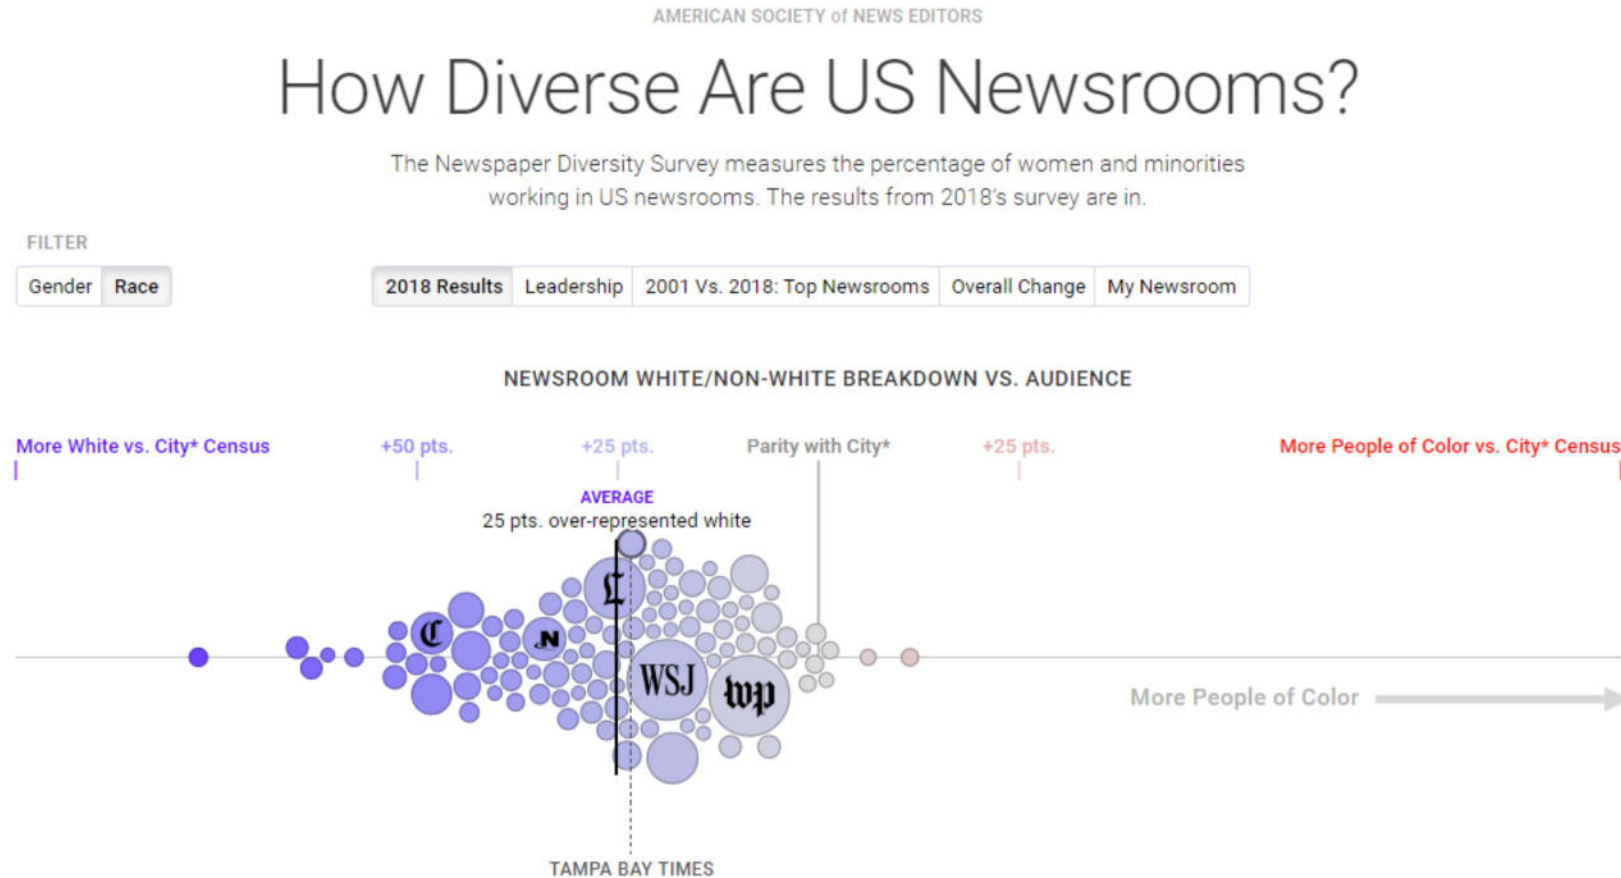 AMERICAN SOCIETY of NEWS EDITORS
How Diverse Are US Newsrooms?
The Newspaper Diversity Survey measures the percentage of women and minorities
working in US newsrooms. The results from 2018's survey are in.
FILTER
Gender Race 2018 Results Leadership 2001 Vs. 2018: Top Newsrooms Overall Change My Newsroom
NEWSROOM WHITE/NON-WHITE BREAKDOWN VS. AUDIENCE
More White vs. City* Census +50 pts. +25 pts. Parity with City* +25 pts. More People of Color vs. City* Census
AVERAGE
25 pts. over-represented white
L
C N
WSJ wp
More People of Color
TAMPA BAY TIMES